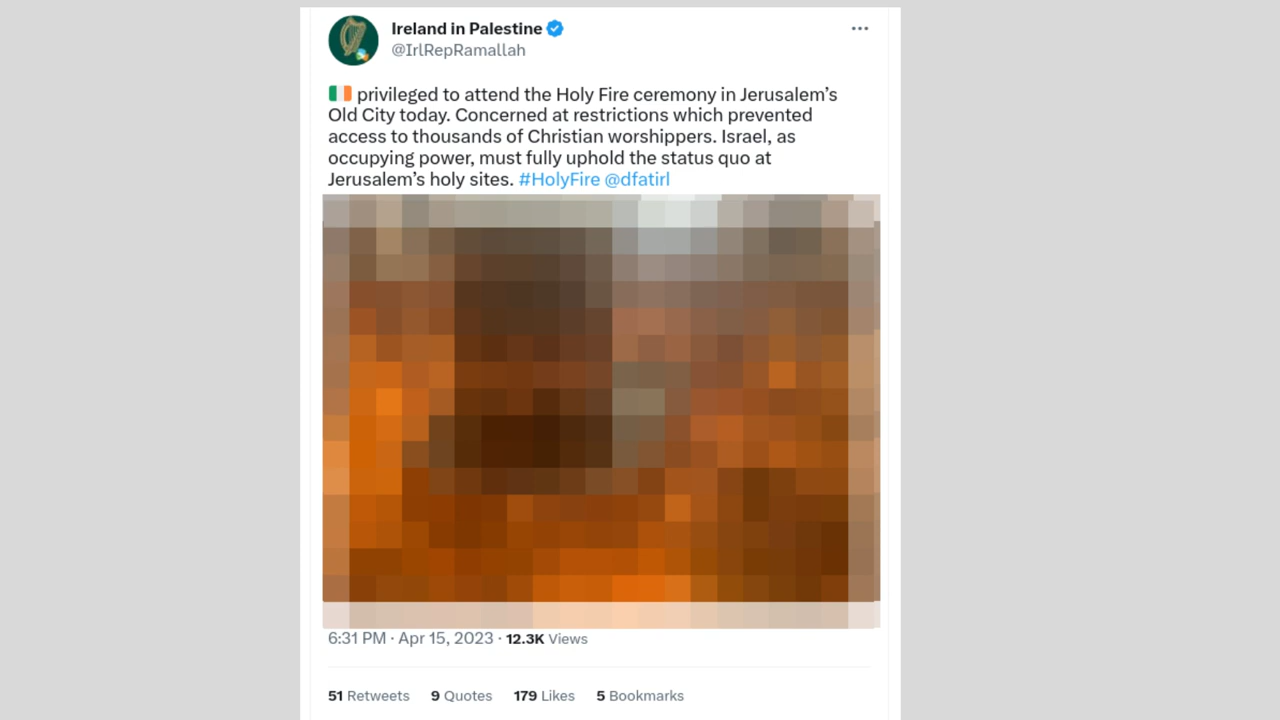 Ireland in Palestine
@IrlRepRamallah
🇮🇪 privileged to attend the Holy Fire ceremony in Jerusalem’s
Old City today. Concerned at restrictions which prevented
access to thousands of Christian worshippers. Israel, as
occupying power, must fully uphold the status quo at
Jerusalem’s holy sites. #HolyFire @dfatirl
6:31 PM · Apr 15, 2023 · 12.3K Views
51 Retweets 9 Quotes 179 Likes 5 Bookmarks